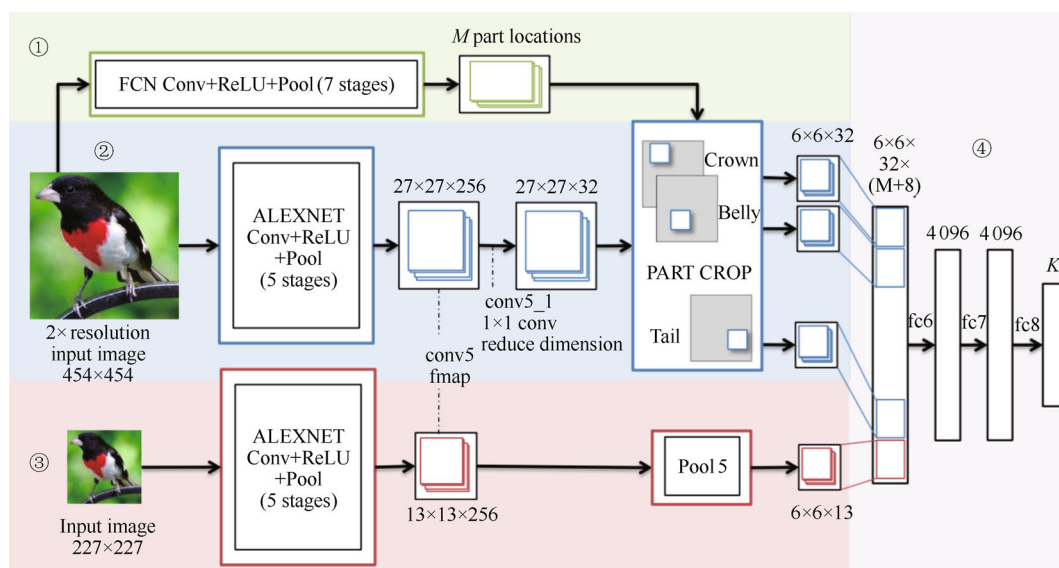 ①
FCN Conv+ReLU+Pool (7 stages)
M part locations
②
2× resolution
input image
454×454
ALEXNET
Conv+ReLU
+Pool
(5 stages)
27×27×256
27×27×32
conv5_1
1×1 conv
reduce dimension
conv5
fmap
Crown
Belly
PART CROP
Tail
6×6×32
6×6×
32×
(M+8)
④
4 096
4 096
K
fc6
fc7
fc8
③
Input image
227×227
ALEXNET
Conv+ReLU
+Pool
(5 stages)
13×13×256
Pool 5
6×6×13